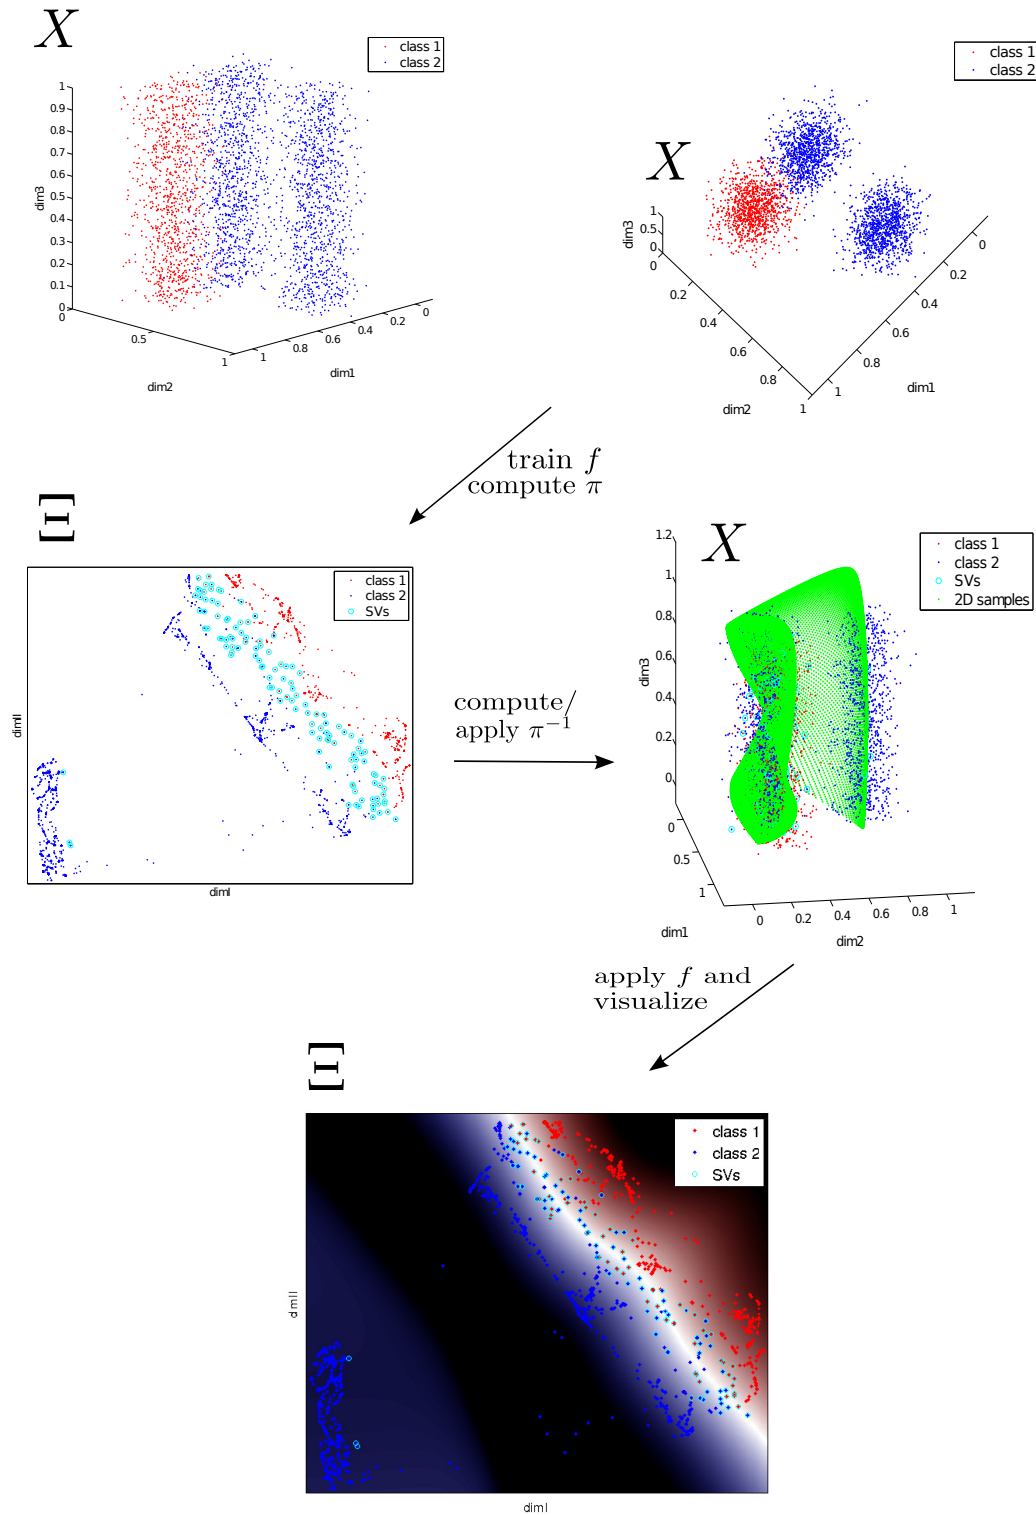 X
class 1
class 2
1
0.9
0.8
0.7
0.6
0.5
0.4
0.3
0.2
0.1
0
dim3
0
0.5
1
dim2
1
0.8
0.6
0.4
0.2
0
dim1
X
class 1
class 2
1
0.5
0
dim3
0
0.2
0.4
0.6
0.8
1
dim2
0
0.2
0.4
0.6
0.8
1
dim1
train f
compute π
Ξ
class 1
class 2
SVs
dimII
dimI
compute/
apply π⁻¹
X
class 1
class 2
SVs
2D samples
1.2
1
0.8
0.6
0.4
0.2
0
dim3
0
0.5
1
dim1
0
0.2
0.4
0.6
0.8
1
dim2
apply f and
visualize
Ξ
class 1
class 2
SVs
dimII
dimI